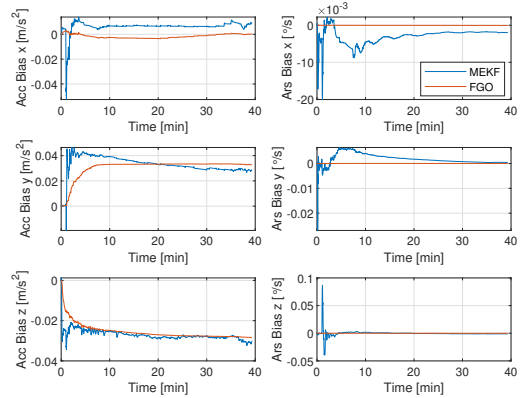 Acc Bias x [m/s²]
0
-0.02
-0.04
0 10 20 30 40
Time [min]
×10⁻³
Ars Bias x [°/s]
0
-10
-20
0 10 20 30 40
Time [min]
MEKF
FGO
Acc Bias y [m/s²]
0.04
0.02
0
0 10 20 30 40
Time [min]
Ars Bias y [°/s]
0
-0.01
-0.02
0 10 20 30 40
Time [min]
Acc Bias z [m/s²]
0
-0.02
-0.04
0 10 20 30 40
Time [min]
Ars Bias z [°/s]
0.1
0.05
0
-0.05
0 10 20 30 40
Time [min]